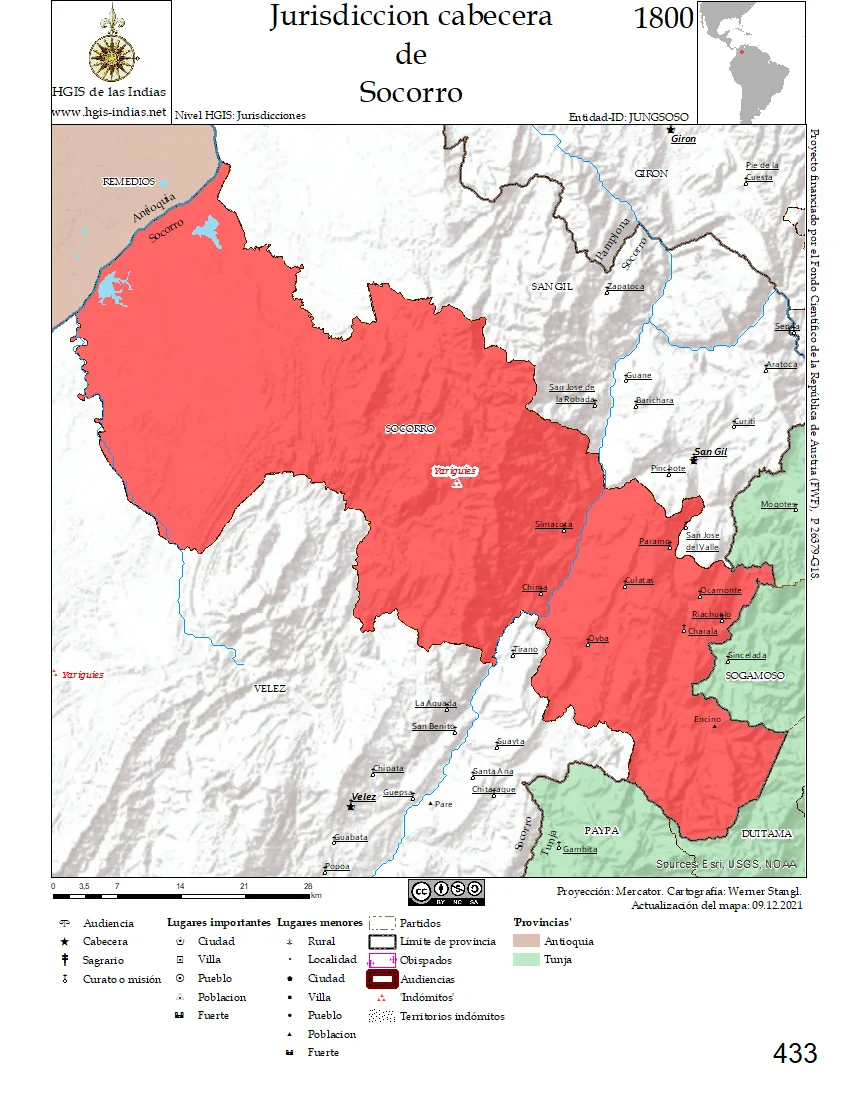 Jurisdiccion cabecera
de
Socorro
1800
HGIS de las Indias
www.hgis-indias.net
Nivel HGIS: Jurisdicciones
Entidad-ID: JUNGSOSO
Giron
REMEDIOS
GIRON
Pie de la
Cuesta
Antioquia
Socorro
Pamplona
Socorro
SAN GIL
Zapatoca
Aratoca
Guane
San Jose de
la Robada
Barichara
Curiti
SOCORRO
San Gil
Pinchote
Yariguies
Mogotes
Simacota
San Jose
del Valle
Paramo
Culatas
Chima
Ocamonte
Riachuelo
Charala
Oyba
Tirano
Sincelada
Yariguies
SOGAMOSO
VELEZ
La Aguada
Encino
San Benito
Suayta
Chipata
Santa Ana
Guepsa
Chitaraque
Velez
Pare
PAYPA
DUITAMA
Socorro
Tunja
Guabata
Gambita
Popoa
Sources: Esri, USGS, NOAA
Proyecto financiado por el Fondo Científico de la República de Austria (FWF), P 26379-G18.
0 3,5 7 14 21 28
km
CC BY NC SA
Proyección: Mercator. Cartografía: Werner Stangl.
Actualización del mapa: 09.12.2021
Audiencia
Cabecera
Sagrario
Curato o misión
Lugares importantes
Ciudad
Villa
Pueblo
Poblacion
Fuerte
Lugares menores
Rural
Localidad
Ciudad
Villa
Pueblo
Poblacion
Fuerte
Partidos
Límite de provincia
Obispados
Audiencias
'Indómitos'
Territorios indómitos
'Provincias'
Antioquia
Tunja
433